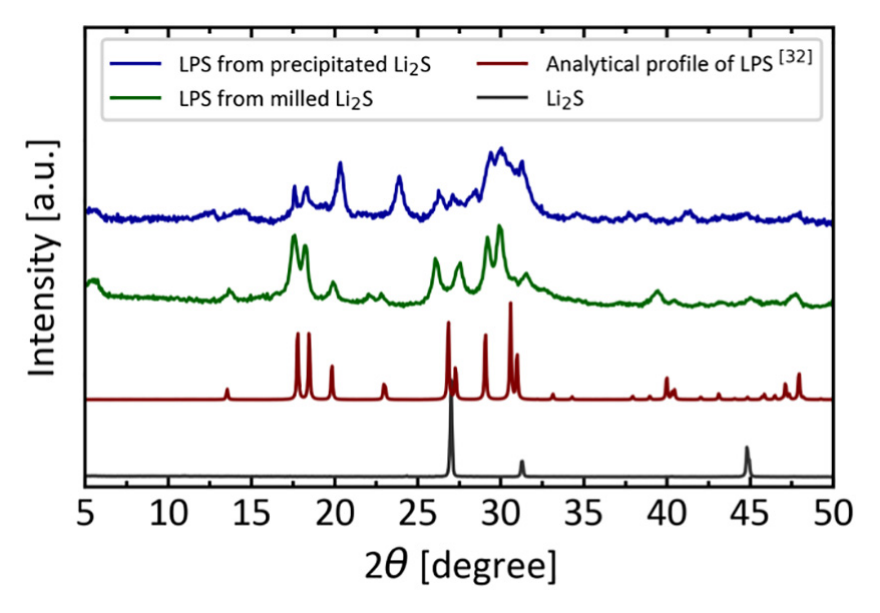 LPS from precipitated Li₂S
Analytical profile of LPS [32]
LPS from milled Li₂S
Li₂S
Intensity [a.u.]
5 10 15 20 25 30 35 40 45 50
2θ [degree]